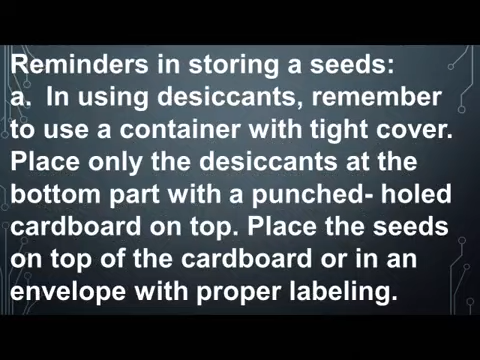 Reminders in storing a seeds:
a.  In using desiccants, remember
to use a container with tight cover.
Place only the desiccants at the
bottom part with a punched- holed
cardboard on top. Place the seeds
on top of the cardboard or in an
envelope with proper labeling.